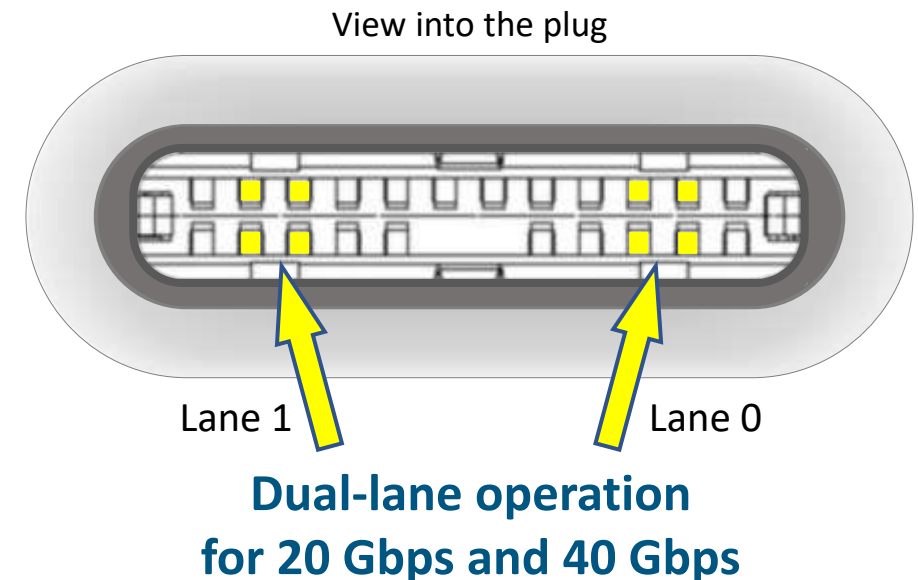 View into the plug
Lane 1
Lane 0
Dual-lane operation
for 20 Gbps and 40 Gbps